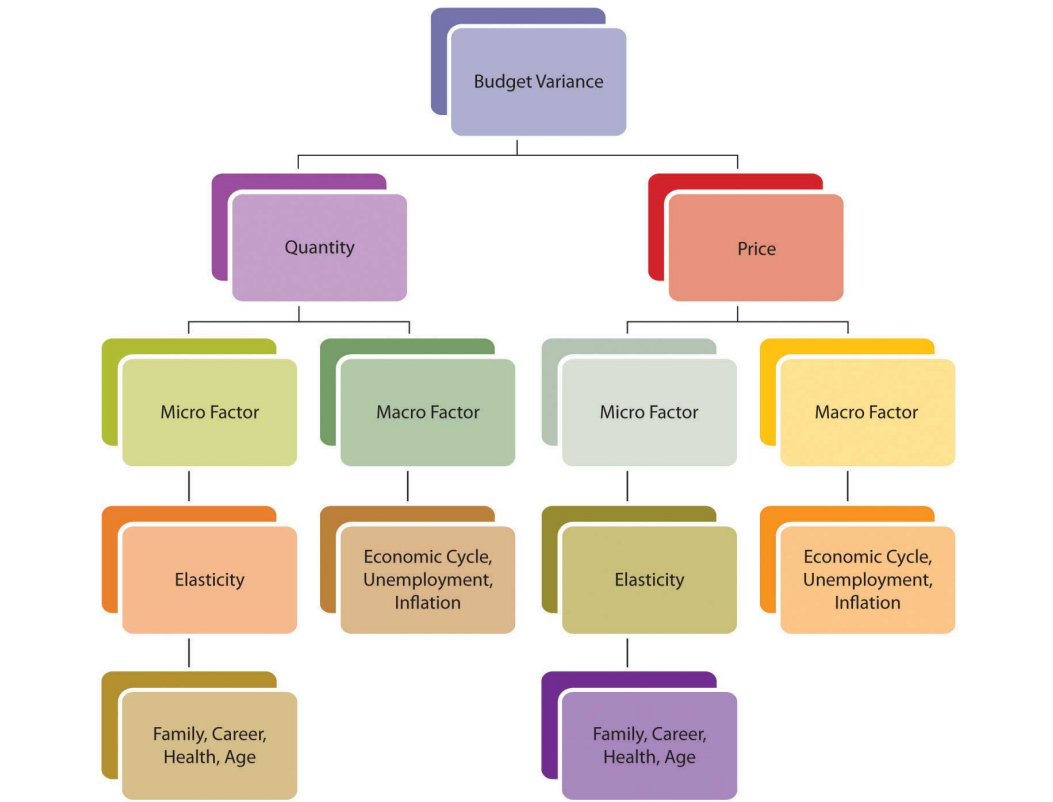 Budget Variance
Quantity
Price
Micro Factor
Macro Factor
Micro Factor
Macro Factor
Elasticity
Economic Cycle,
Unemployment,
Inflation
Elasticity
Economic Cycle,
Unemployment,
Inflation
Family, Career,
Health, Age
Family, Career,
Health, Age